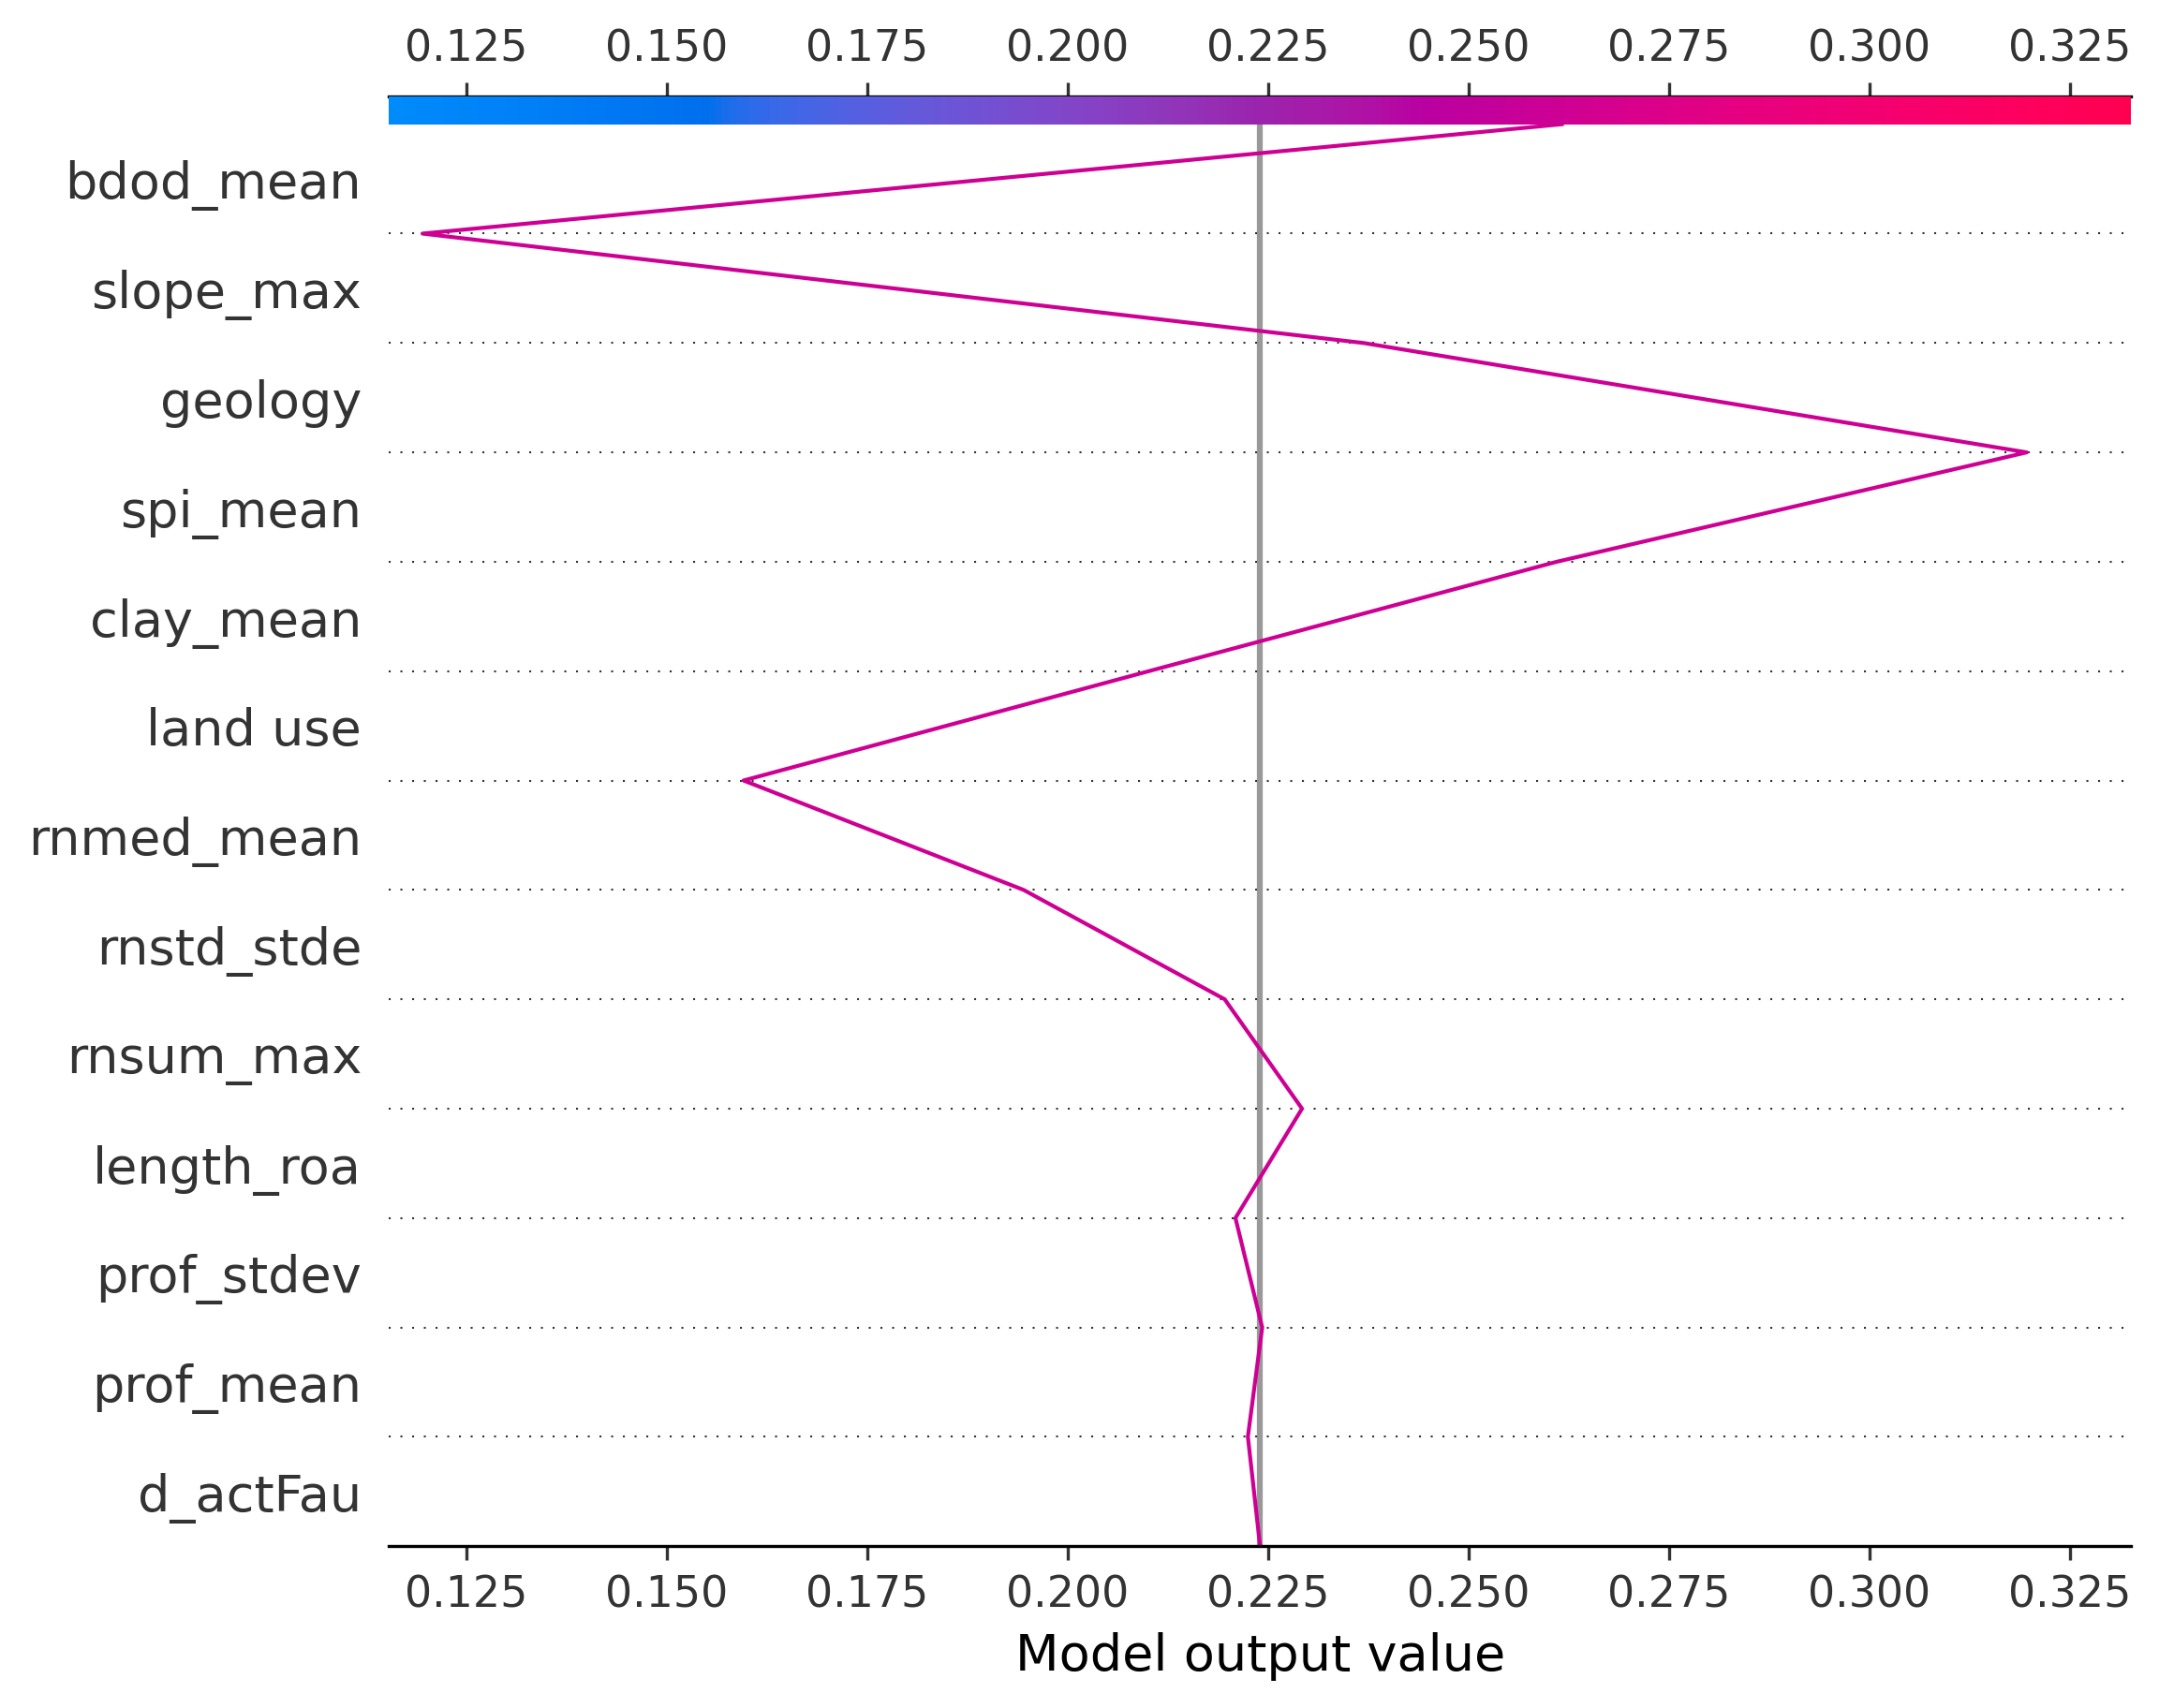 0.125 0.150 0.175 0.200 0.225 0.250 0.275 0.300 0.325
bdod_mean
slope_max
geology
spi_mean
clay_mean
land use
rnmed_mean
rnstd_stde
rnsum_max
length_roa
prof_stdev
prof_mean
d_actFau
0.125 0.150 0.175 0.200 0.225 0.250 0.275 0.300 0.325
Model output value